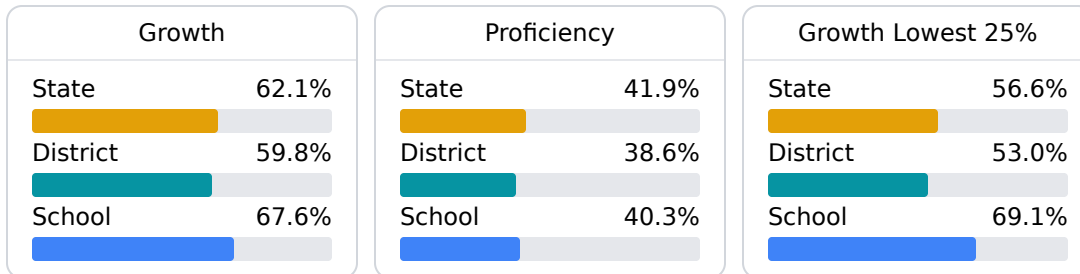 Growth
State 62.1%
District 59.8%
School 67.6%
Proficiency
State 41.9%
District 38.6%
School 40.3%
Growth Lowest 25%
State 56.6%
District 53.0%
School 69.1%